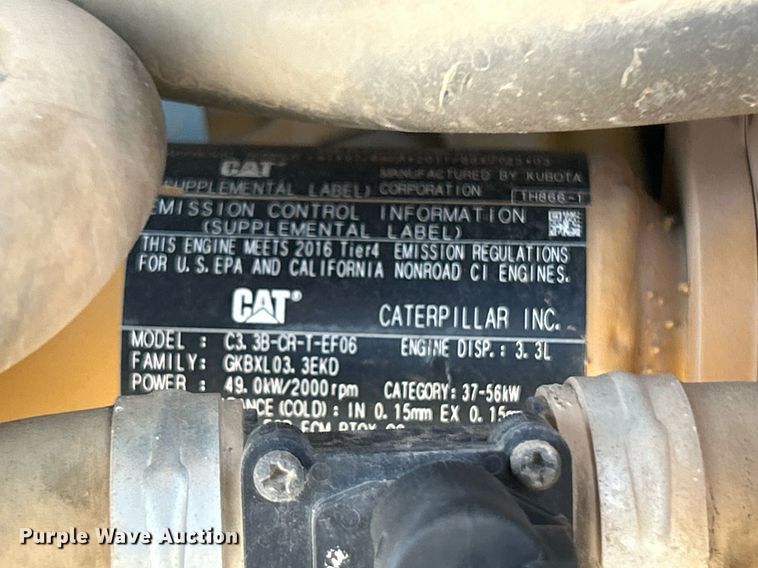 CAT
MANUFACTURED BY KUBOTA
(SUPPLEMENTAL LABEL) CORPORATION TH866-1
EMISSION CONTROL INFORMATION
(SUPPLEMENTAL LABEL)
THIS ENGINE MEETS 2016 Tier4 EMISSION REGULATIONS
FOR U.S.EPA AND CALIFORNIA NONROAD CI ENGINES.
CAT® CATERPILLAR INC.
MODEL: C3.3B-CR-T-EF06 ENGINE DISP.: 3.3L
FAMILY: GKBXL03.3EKD
POWER: 49.0kW/2000rpm CATEGORY: 37-56kW
(COLD): IN 0.15mm EX 0.15
ECM
Purple Wave Auction